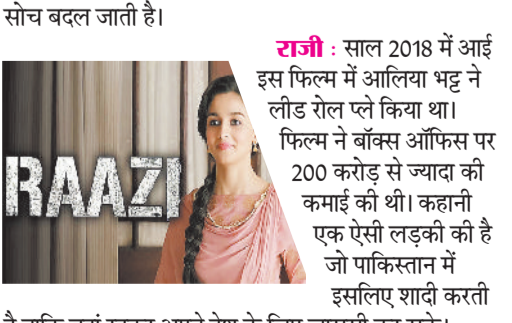 सोच बदल जाती है।
राजी : साल 2018 में आई
इस फिल्म में आलिया भट्ट ने
लीड रोल प्ले किया था।
फिल्म ने बॉक्स ऑफिस पर
200 करोड़ से ज्यादा की
कमाई की थी। कहानी
एक ऐसी लड़की की है
जो पाकिस्तान में
इसलिए शादी करती
RAAZI